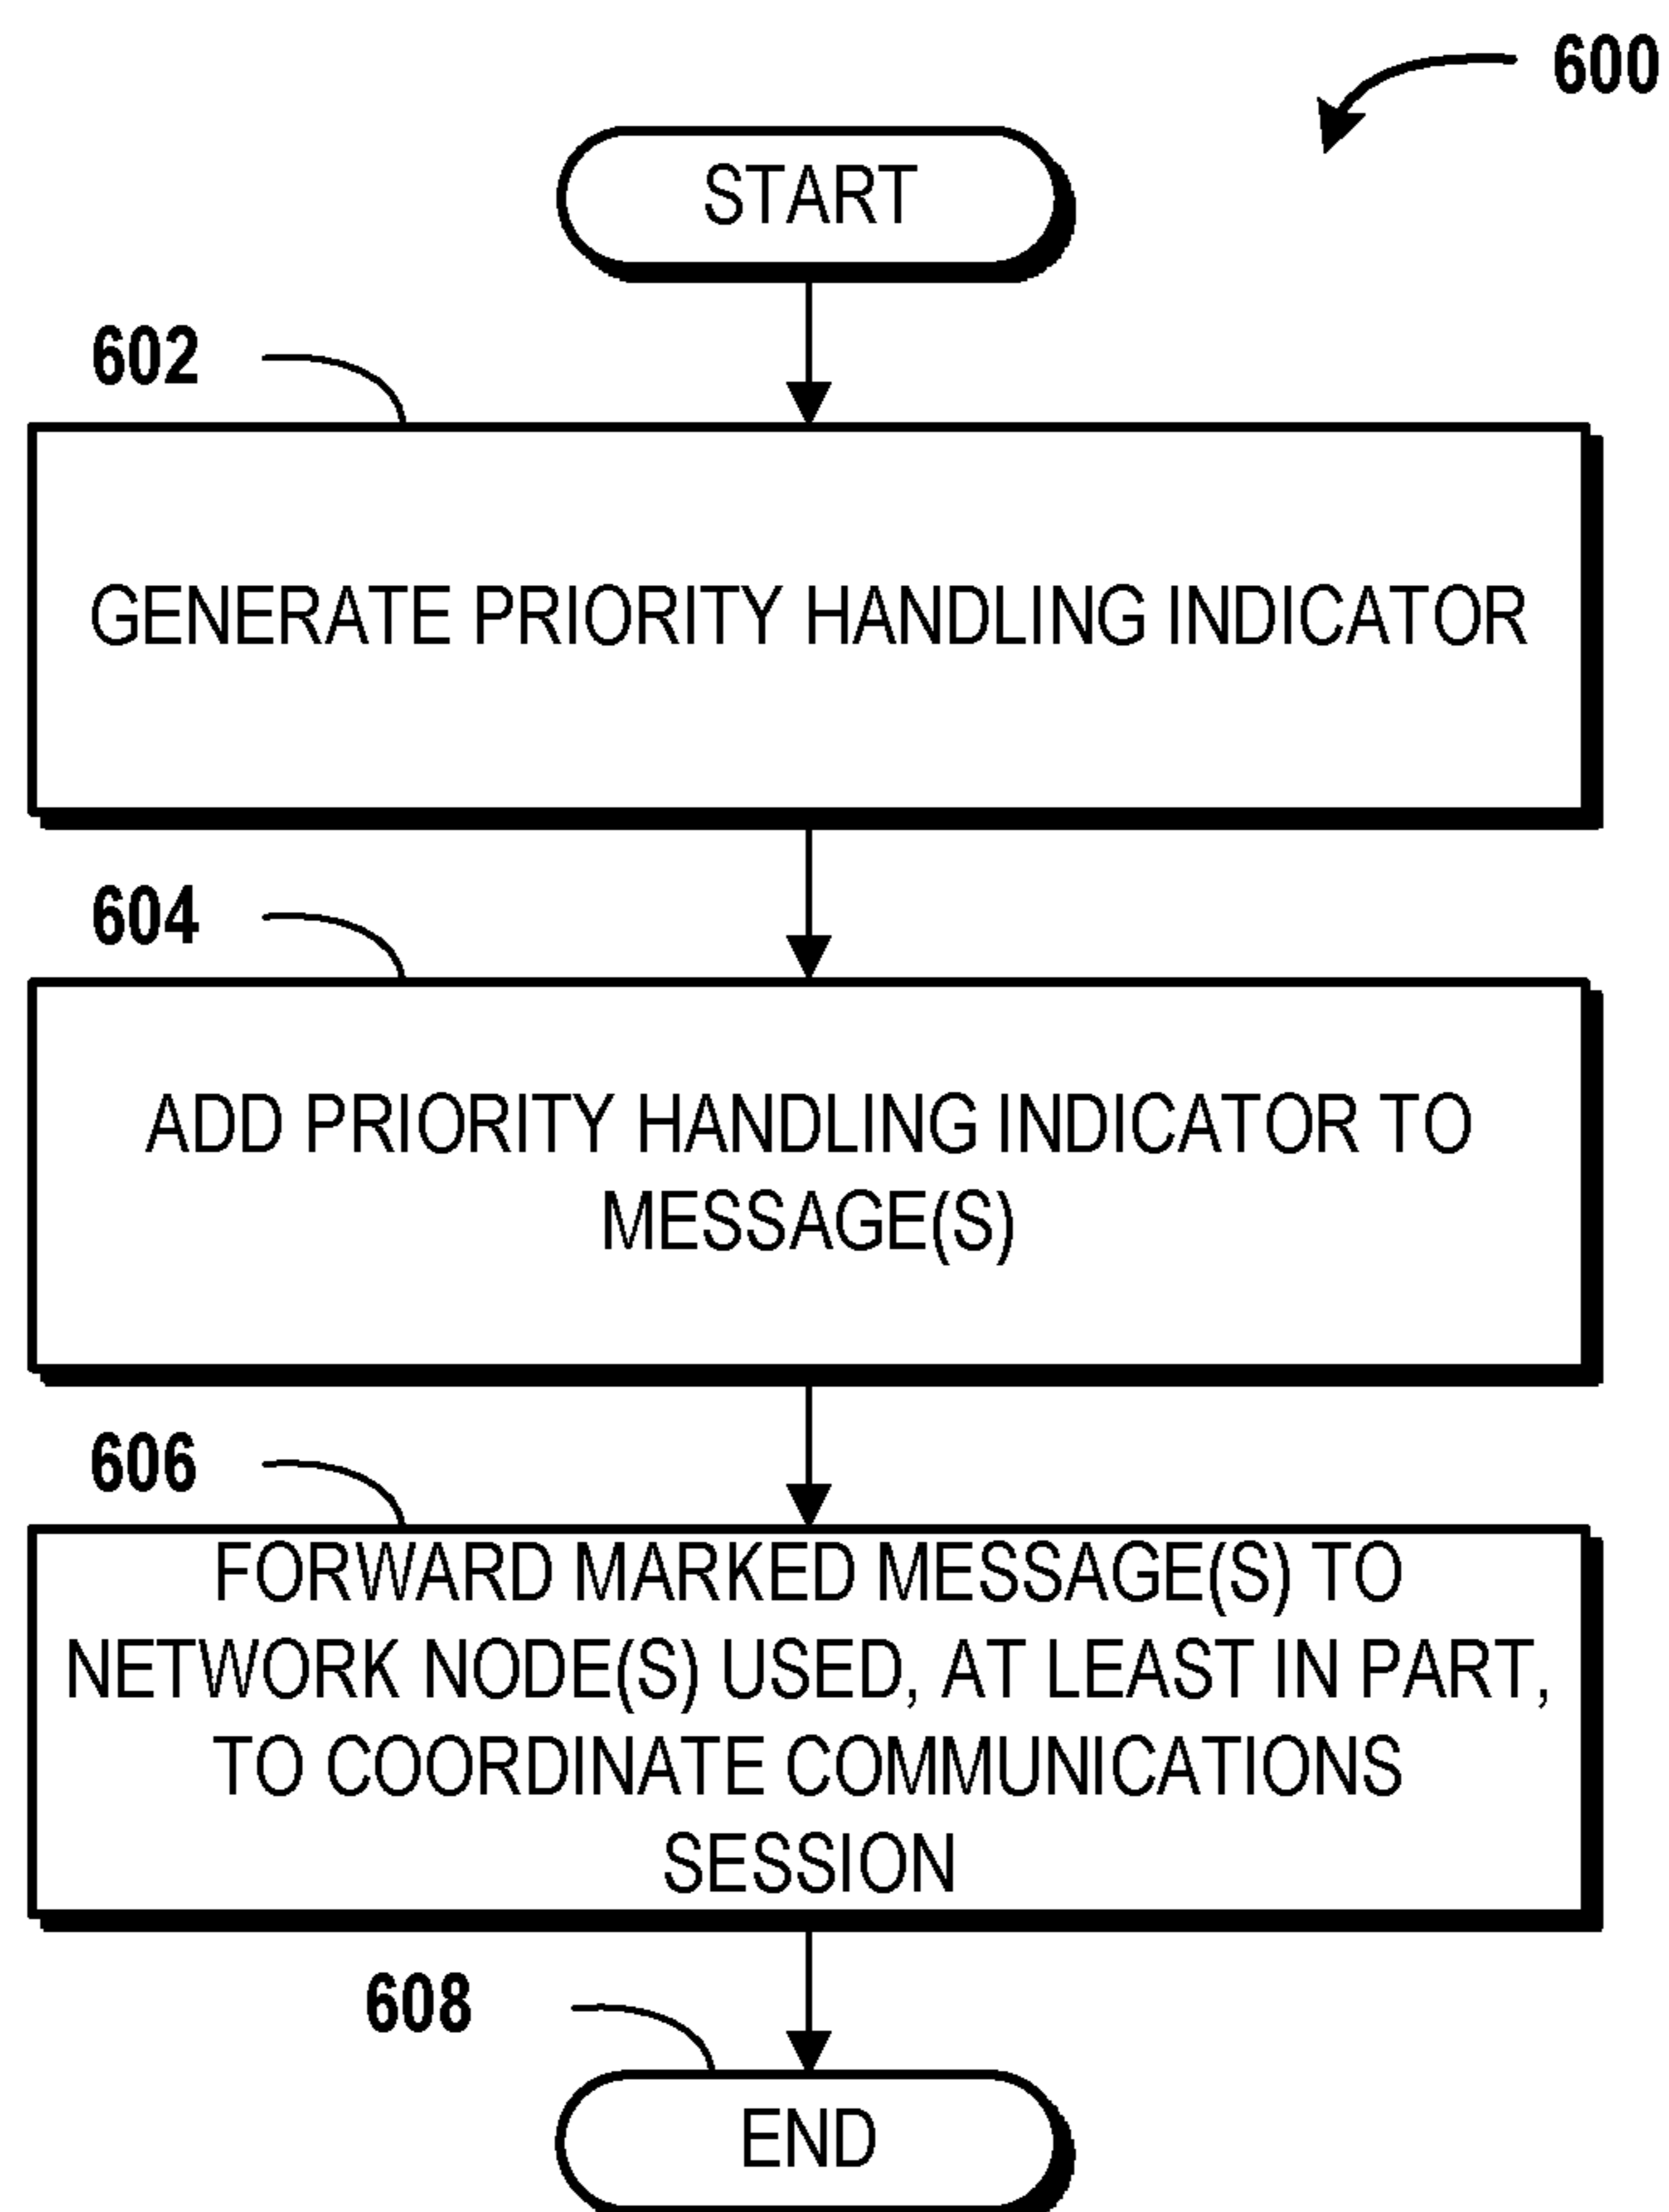 600
START
602
GENERATE PRIORITY HANDLING INDICATOR
604
ADD PRIORITY HANDLING INDICATOR TO
MESSAGE(S)
606
FORWARD MARKED MESSAGE(S) TO
NETWORK NODE(S) USED, AT LEAST IN PART,
TO COORDINATE COMMUNICATIONS
SESSION
608
END